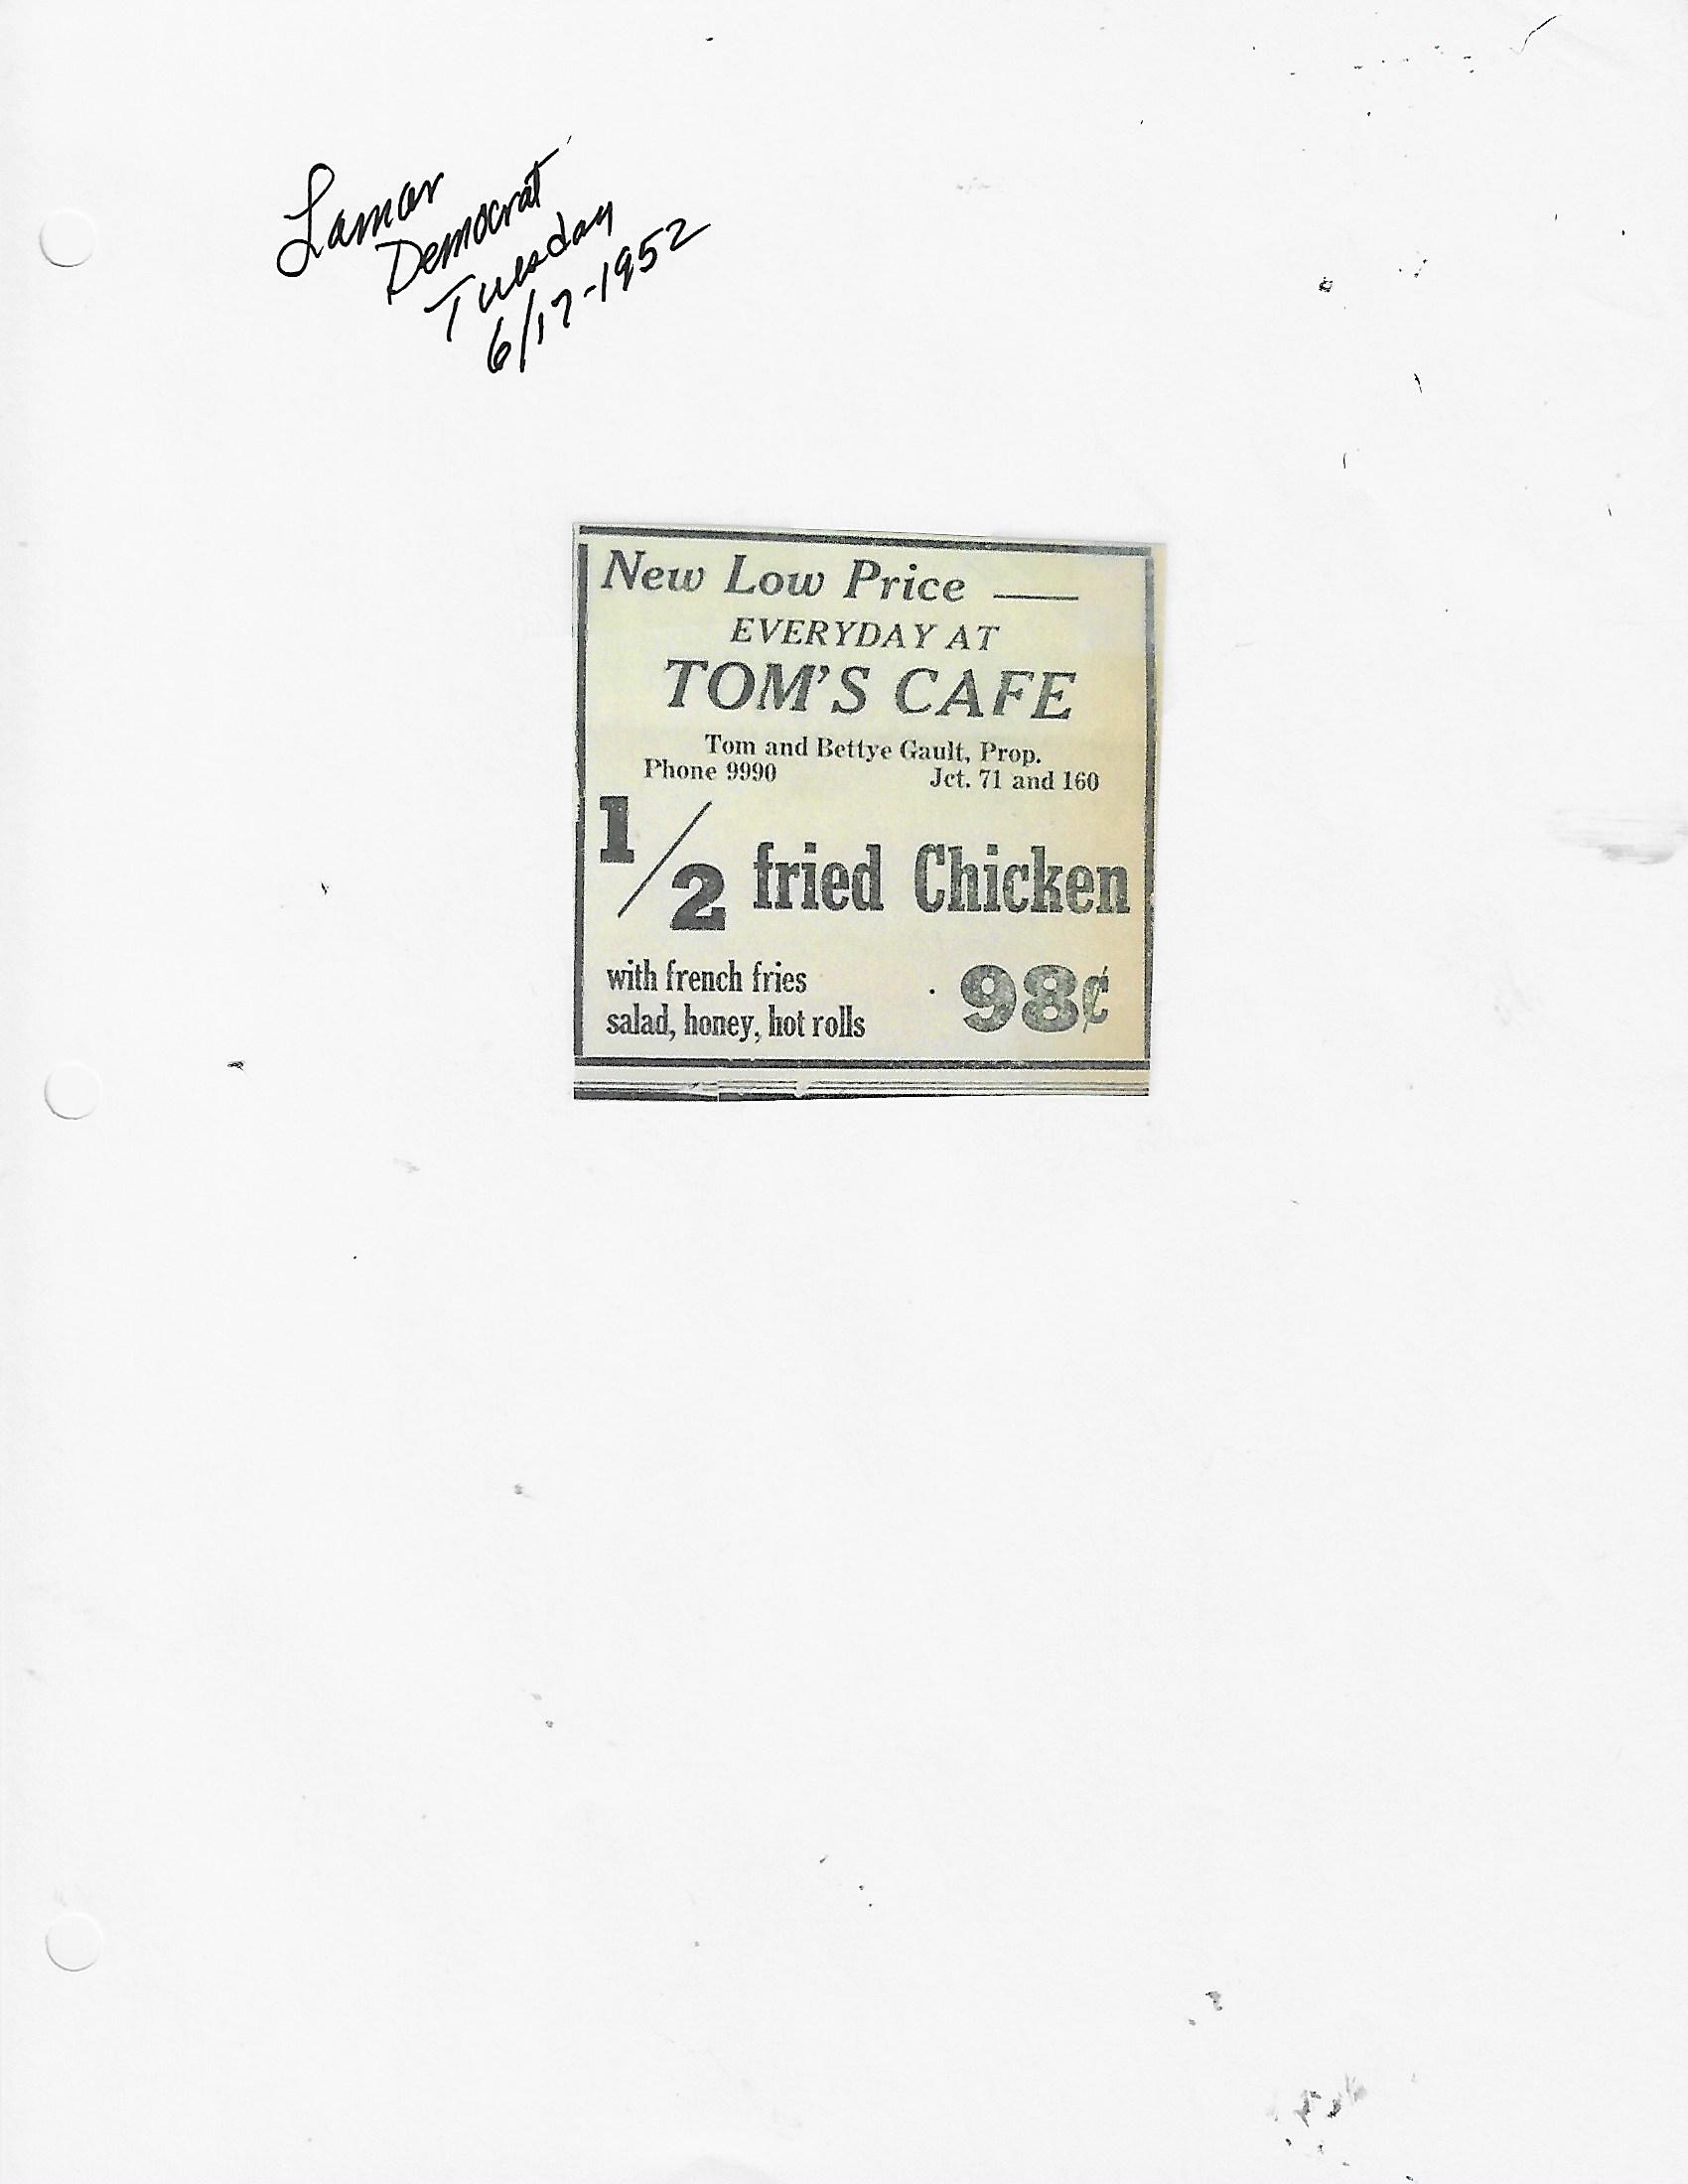 Lamar
Democrat
Tuesday
6/17-1952
New Low Price ——
EVERYDAY AT
TOM'S CAFE
Tom and Bettye Gault, Prop.
Phone 9990 Jct. 71 and 160
1/2 fried Chicken
with french fries
salad, honey, hot rolls
98¢